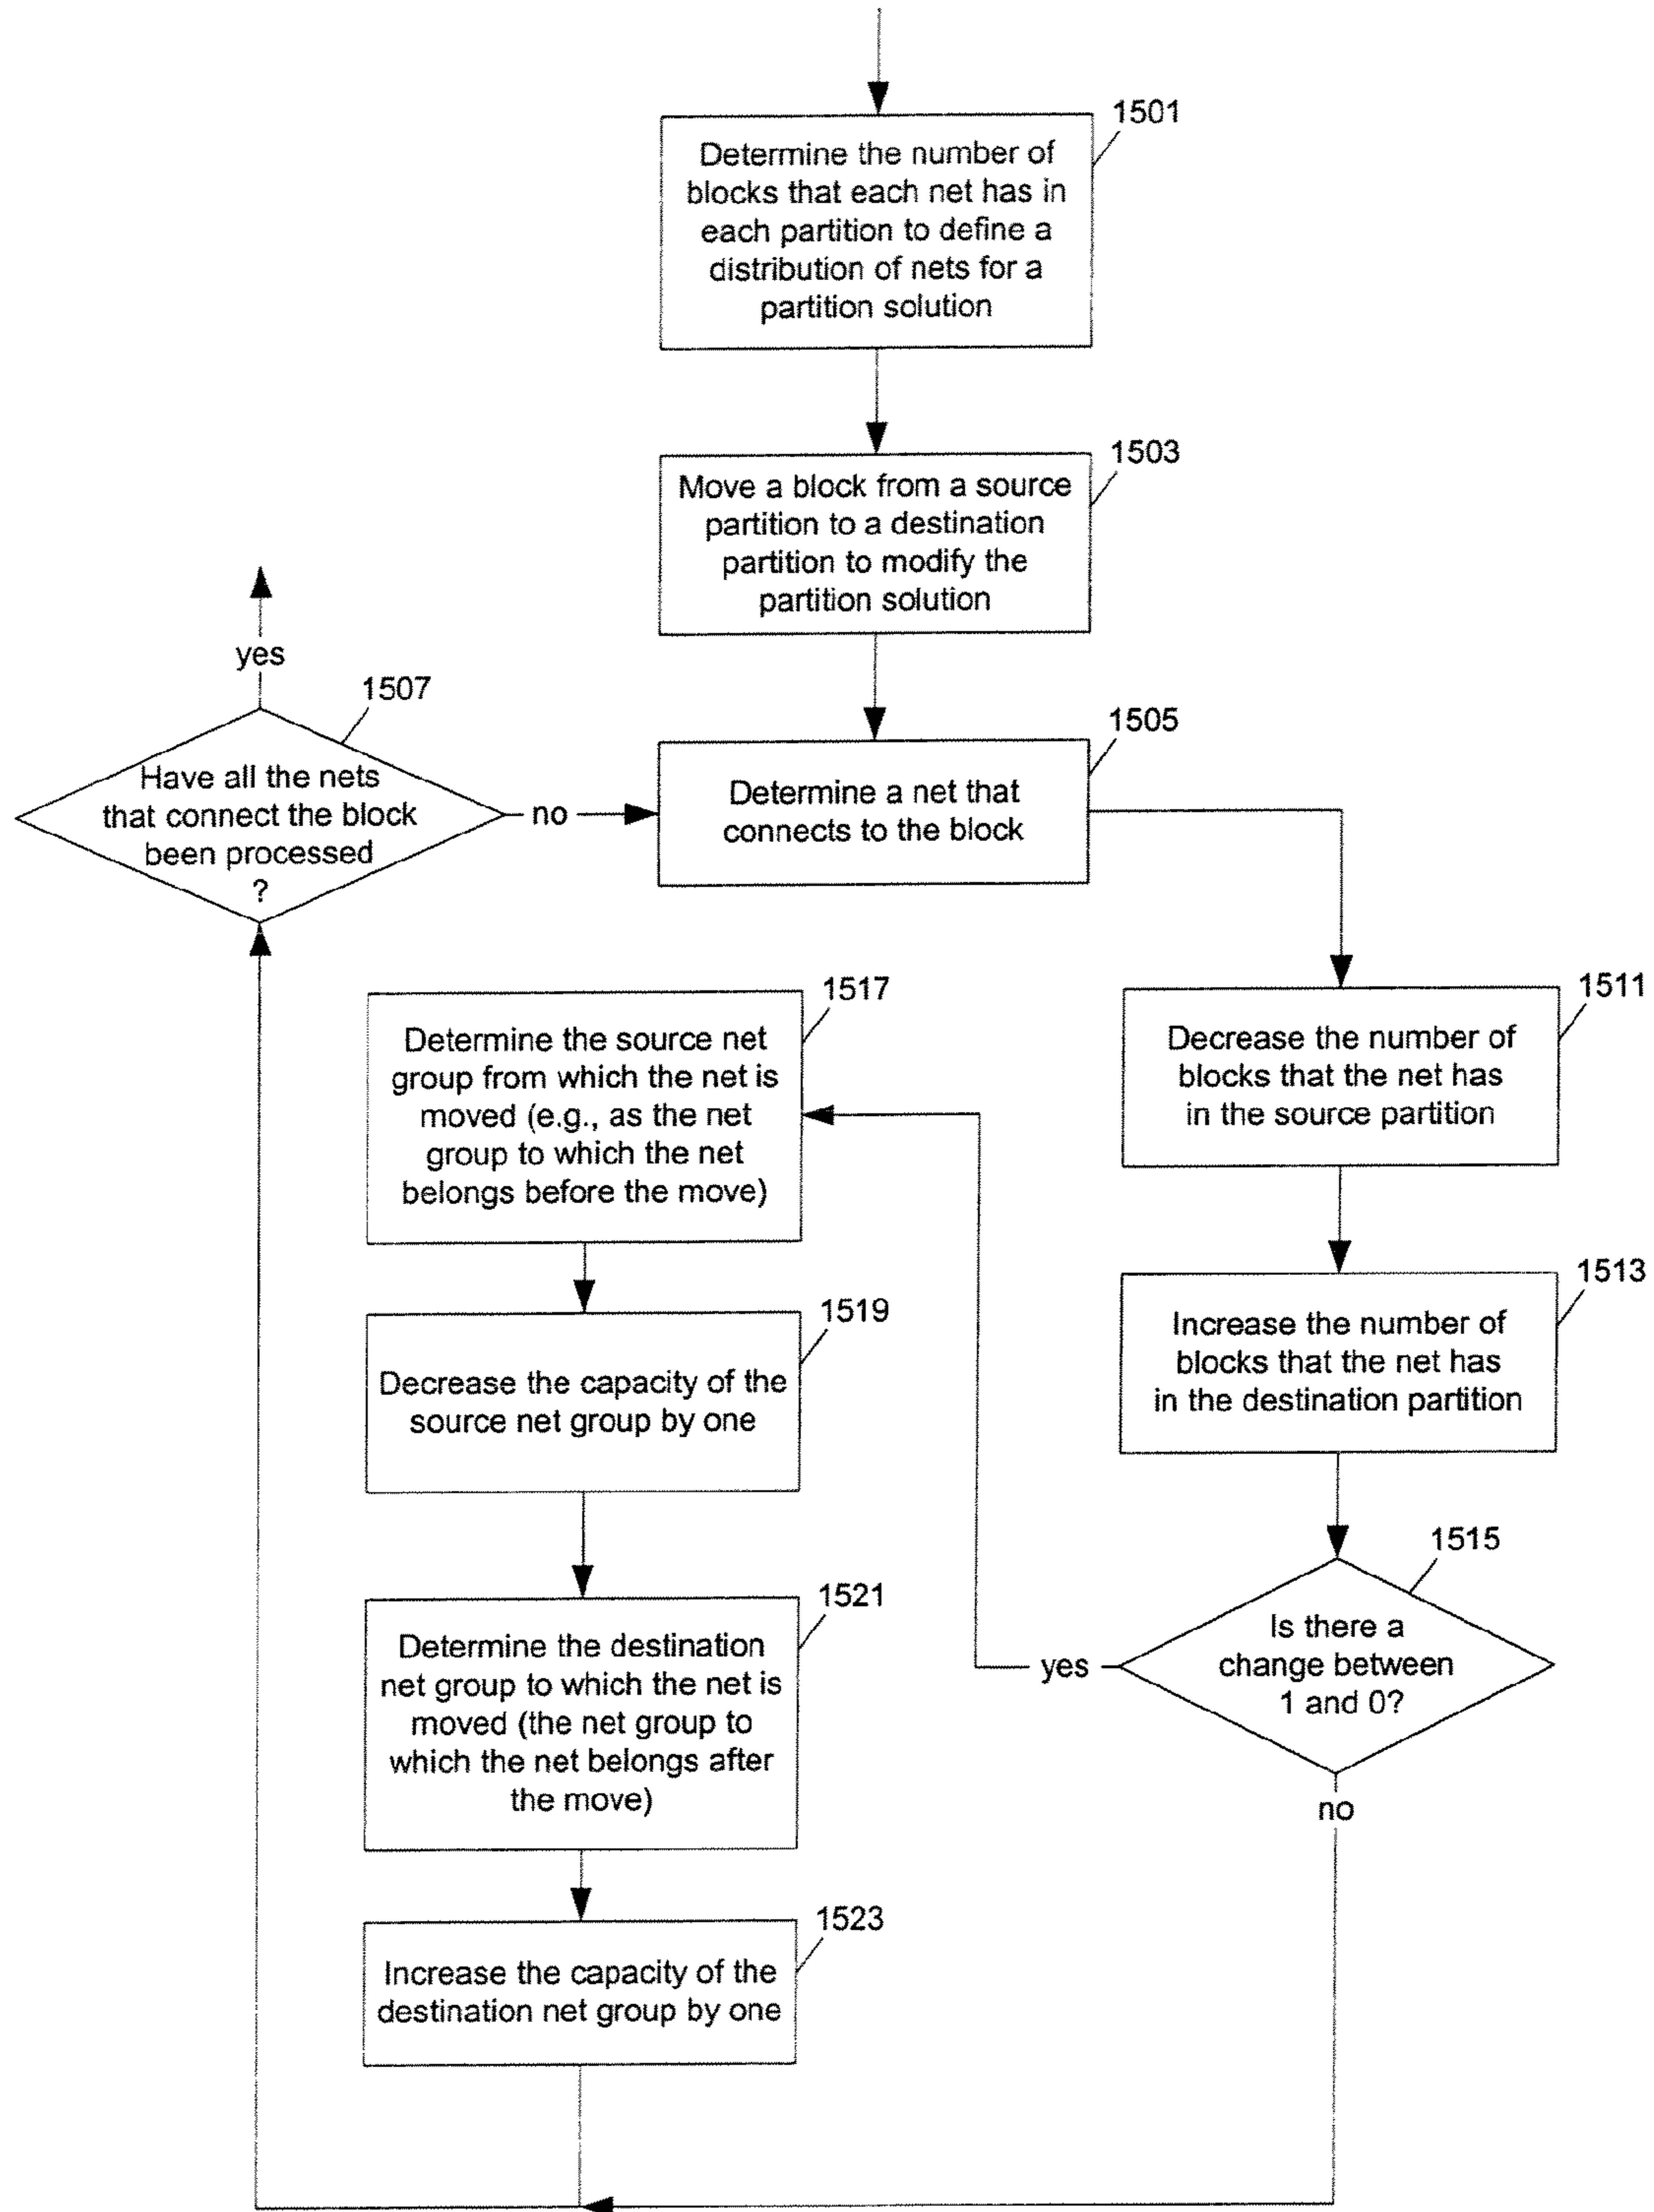 1501
Determine the number of
blocks that each net has in
each partition to define a
distribution of nets for a
partition solution
1503
Move a block from a source
partition to a destination
partition to modify the
partition solution
yes
1507
Have all the nets
that connect the block
been processed
?
no
1505
Determine a net that
connects to the block
1511
Decrease the number of
blocks that the net has
in the source partition
1513
Increase the number of
blocks that the net has
in the destination partition
1515
Is there a
change between
1 and 0?
yes
no
1517
Determine the source net
group from which the net is
moved (e.g., as the net
group to which the net
belongs before the move)
1519
Decrease the capacity of the
source net group by one
1521
Determine the destination
net group to which the net is
moved (the net group to
which the net belongs after
the move)
1523
Increase the capacity of the
destination net group by one